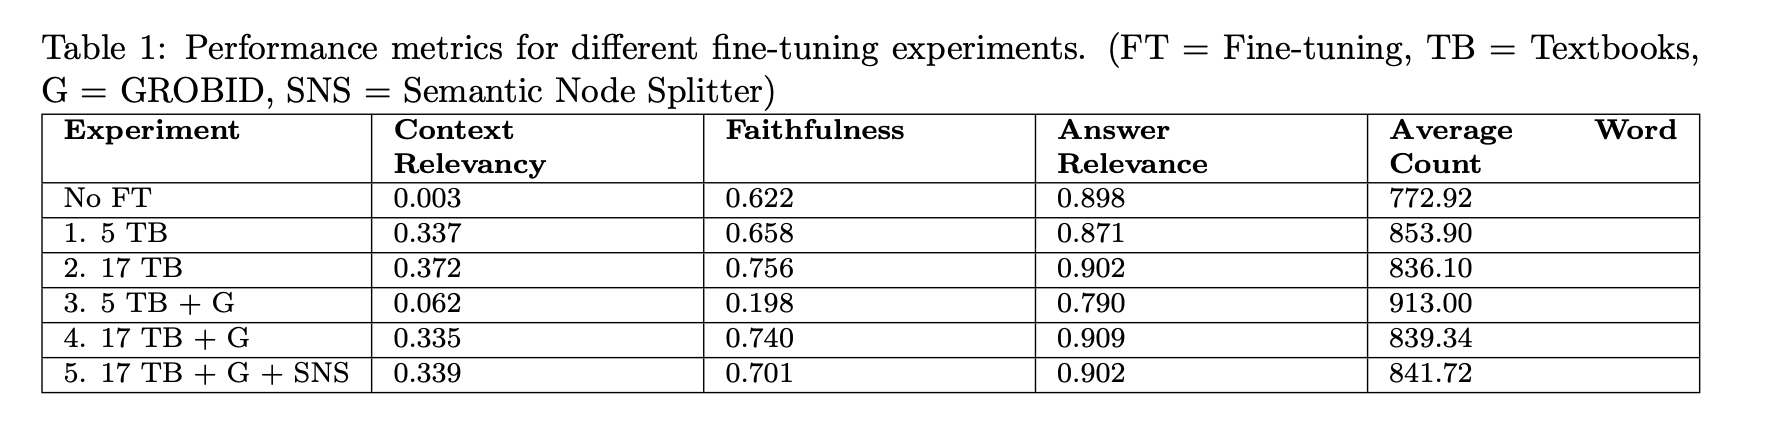 Table 1: Performance metrics for different fine-tuning experiments. (FT = Fine-tuning, TB = Textbooks,
G = GROBID, SNS = Semantic Node Splitter)
Experiment Context Relevancy Faithfulness Answer Relevance Average Word Count
No FT 0.003 0.622 0.898 772.92
1. 5 TB 0.337 0.658 0.871 853.90
2. 17 TB 0.372 0.756 0.902 836.10
3. 5 TB + G 0.062 0.198 0.790 913.00
4. 17 TB + G 0.335 0.740 0.909 839.34
5. 17 TB + G + SNS 0.339 0.701 0.902 841.72